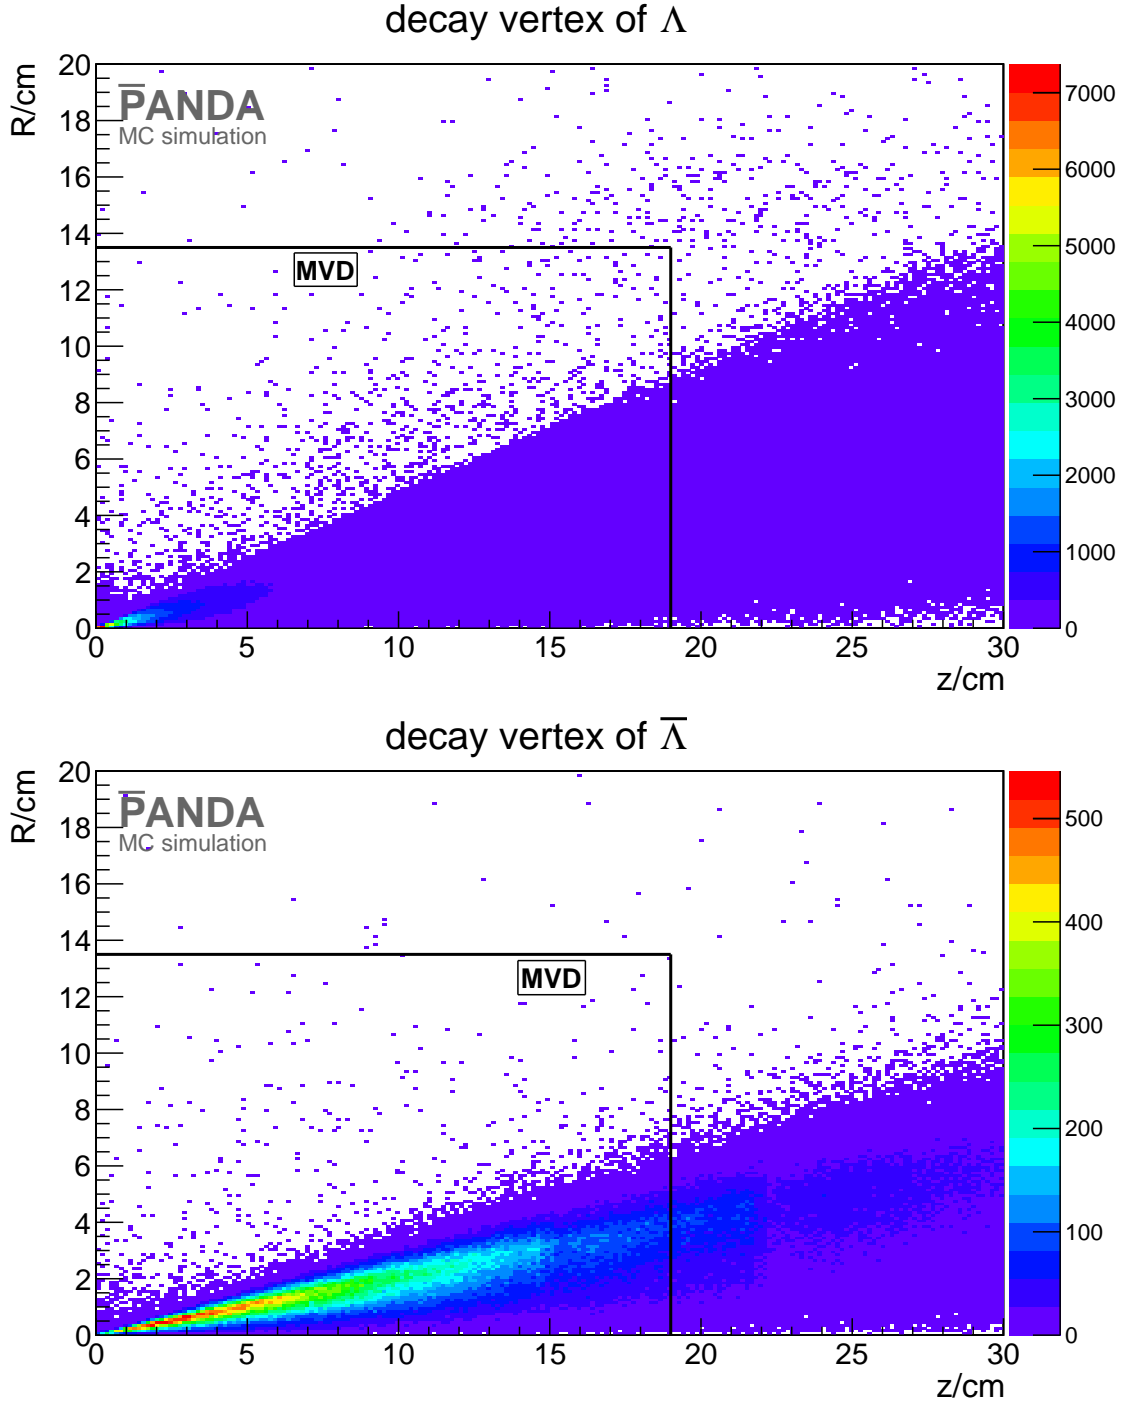 decay vertex of Λ
R/cm
20
18
16
14
12
10
8
6
4
2
0
P̅ANDA
MC simulation
MVD
7000
6000
5000
4000
3000
2000
1000
0
0 5 10 15 20 25 30
z/cm
decay vertex of Λ̅
R/cm
20
18
16
14
12
10
8
6
4
2
0
P̅ANDA
MC simulation
MVD
500
400
300
200
100
0
0 5 10 15 20 25 30
z/cm